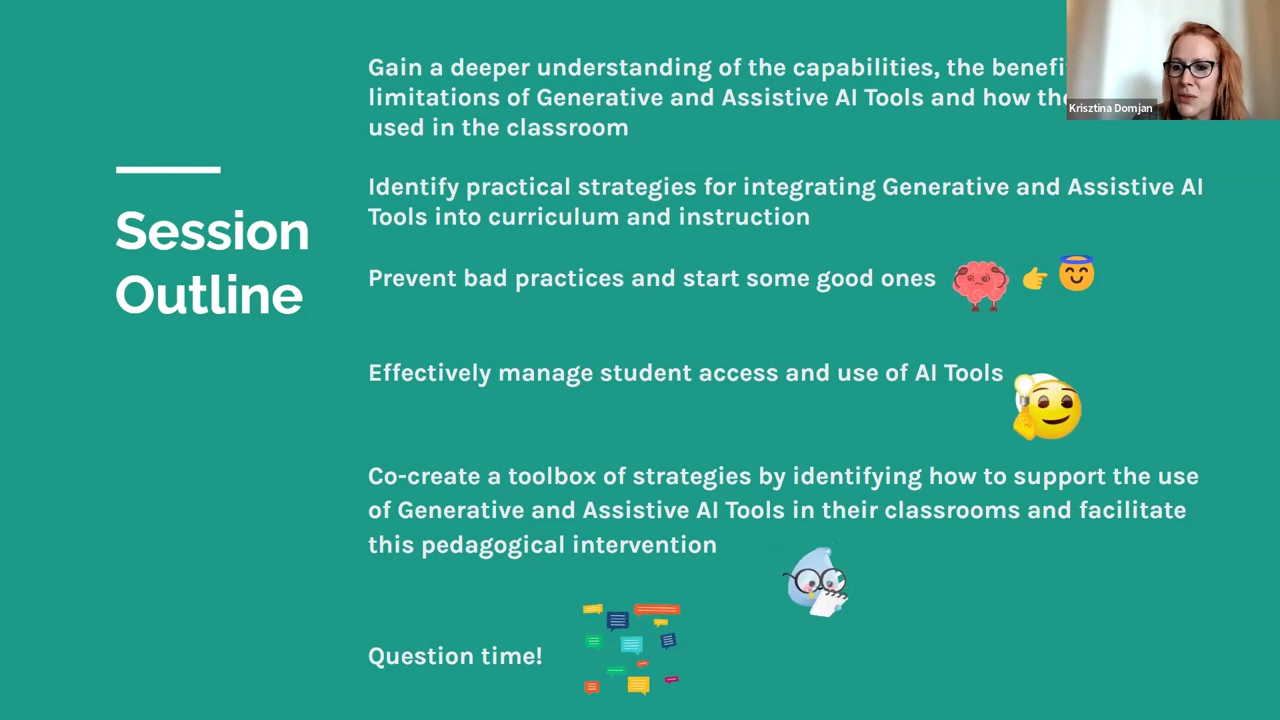 Session
Outline
Gain a deeper understanding of the capabilities, the
limitations of Generative and Assistive AI Tools and how
used in the classroom
Identify practical strategies for integrating Generative and Assistive AI
Tools into curriculum and instruction
Prevent bad practices and start some good ones
Effectively manage student access and use of AI Tools
Co-create a toolbox of strategies by identifying how to support the use
of Generative and Assistive AI Tools in their classrooms and facilitate
this pedagogical intervention
Question time!
Krisztina Domjan